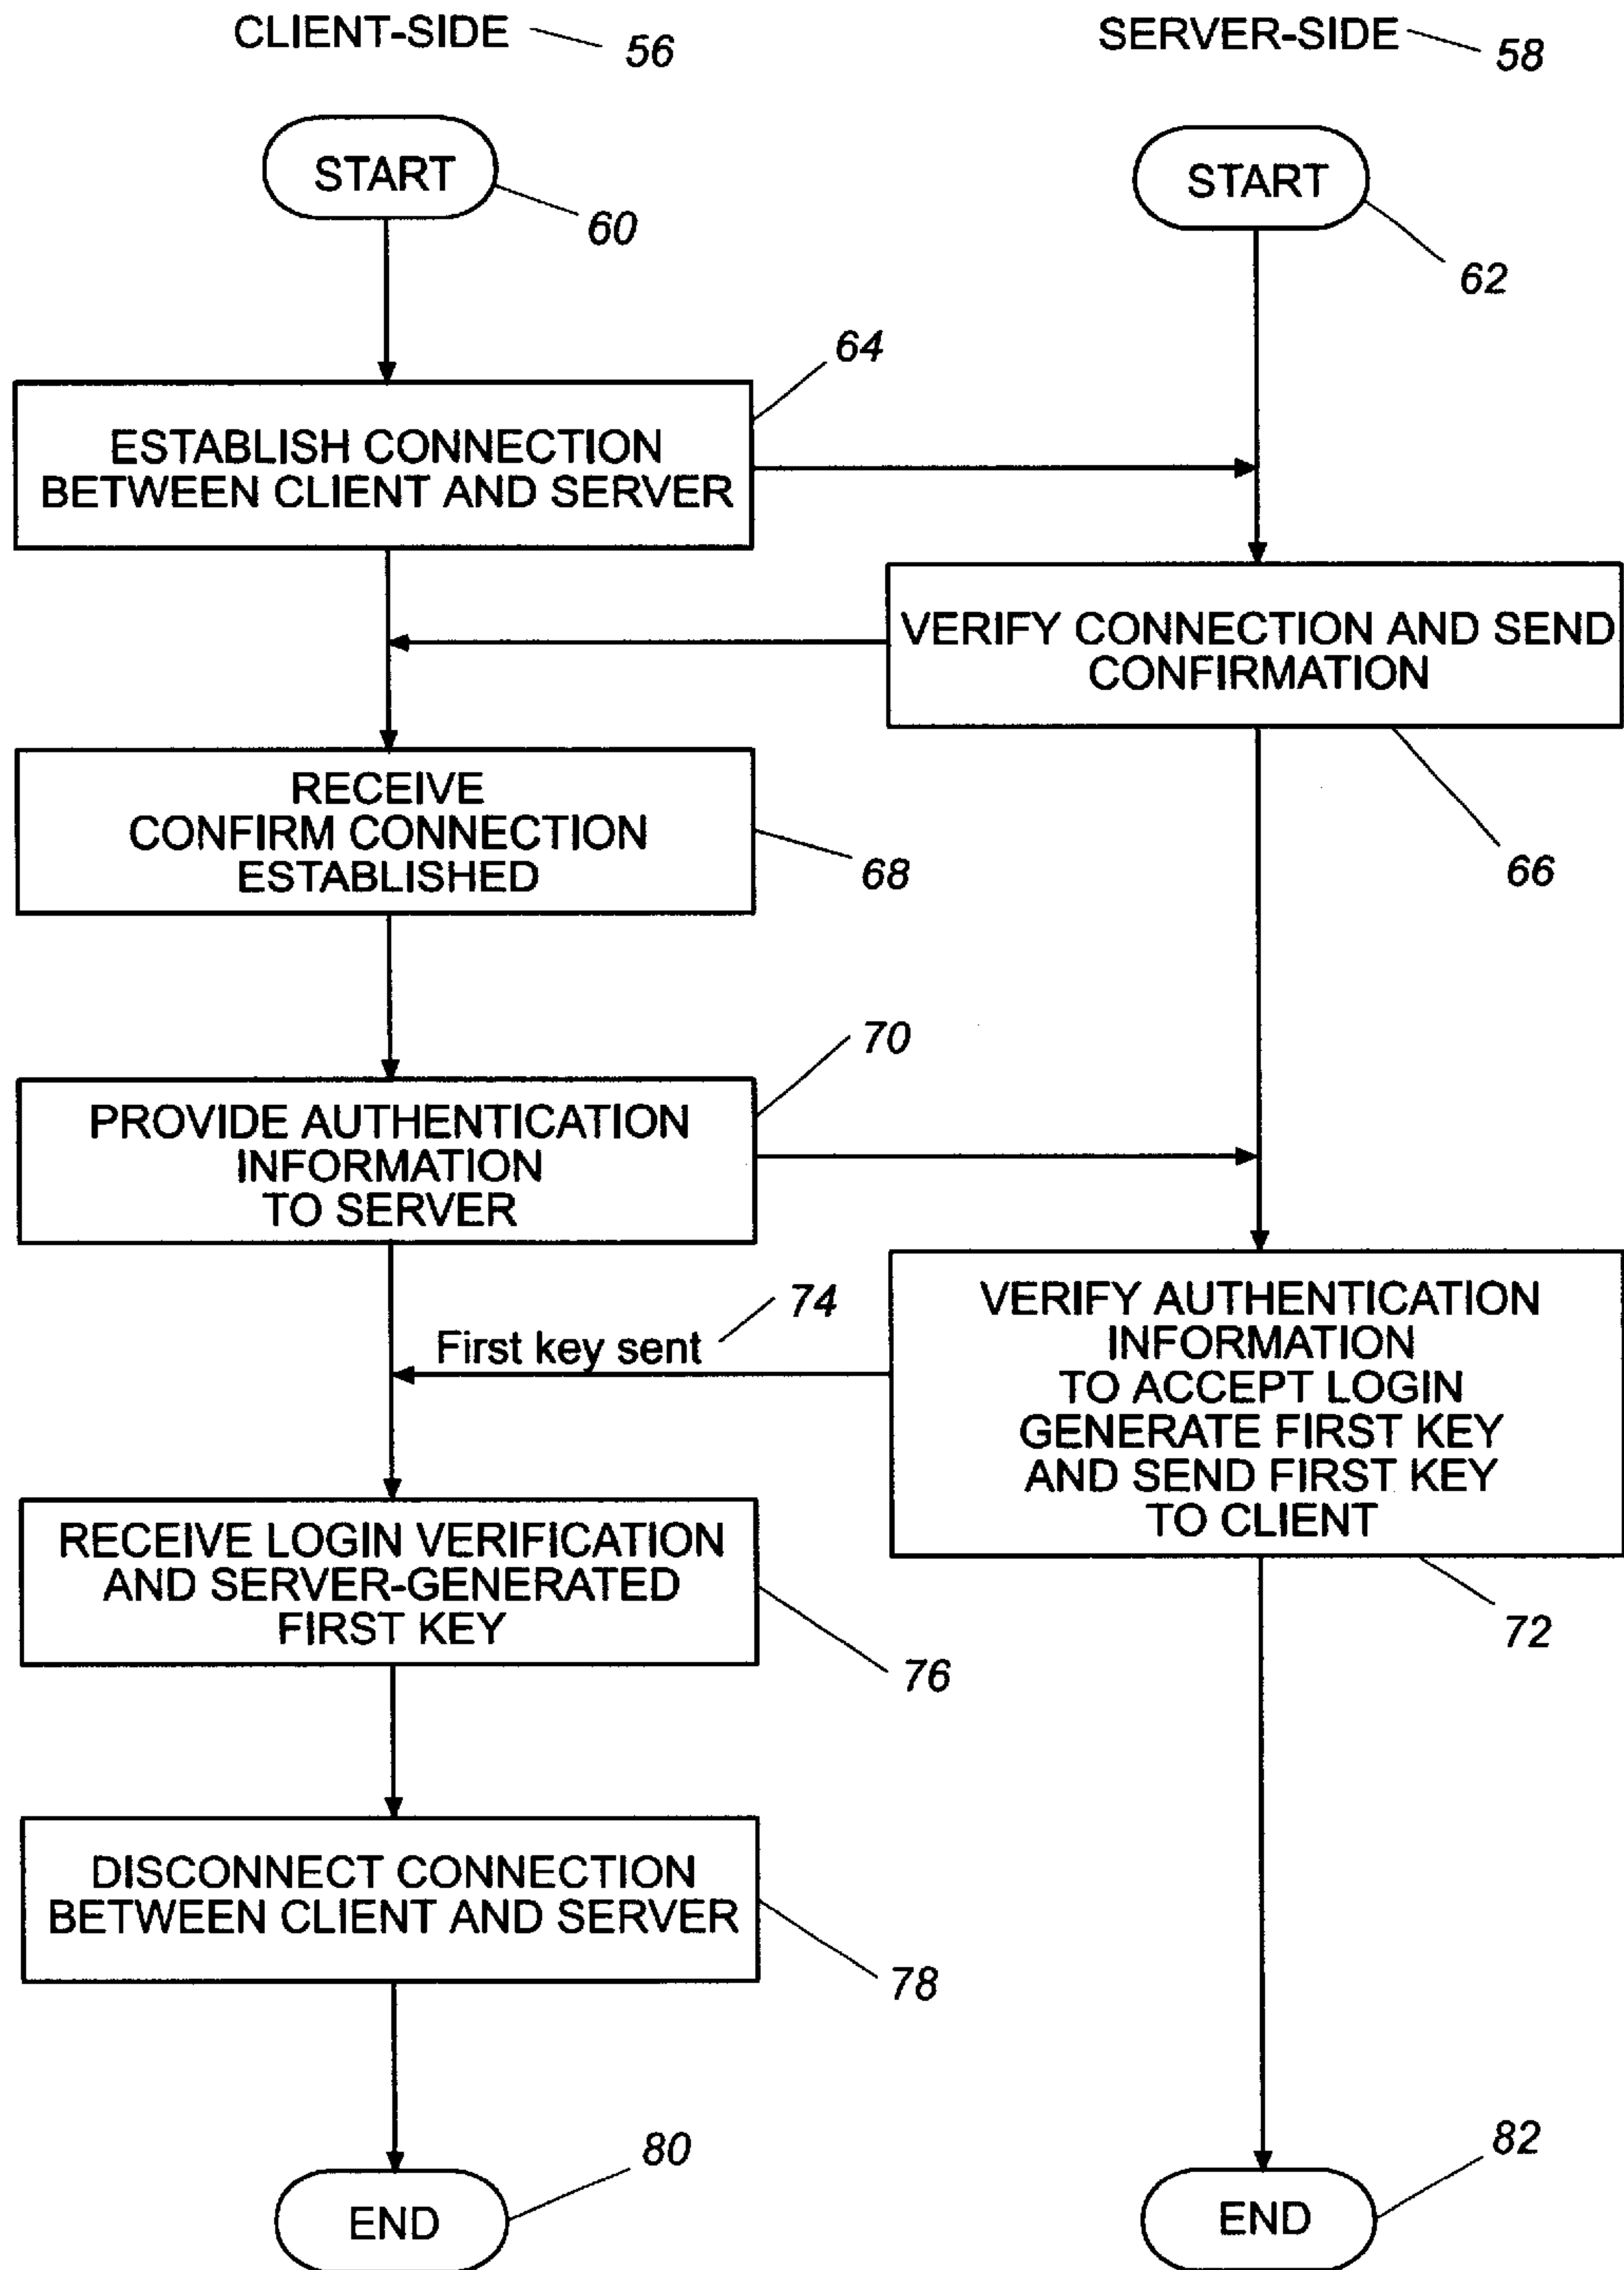 CLIENT-SIDE 56
SERVER-SIDE 58
START
60
START
62
64
ESTABLISH CONNECTION
BETWEEN CLIENT AND SERVER
VERIFY CONNECTION AND SEND
CONFIRMATION
66
RECEIVE
CONFIRM CONNECTION
ESTABLISHED
68
70
PROVIDE AUTHENTICATION
INFORMATION
TO SERVER
VERIFY AUTHENTICATION
INFORMATION
TO ACCEPT LOGIN
GENERATE FIRST KEY
AND SEND FIRST KEY
TO CLIENT
72
First key sent 74
RECEIVE LOGIN VERIFICATION
AND SERVER-GENERATED
FIRST KEY
76
DISCONNECT CONNECTION
BETWEEN CLIENT AND SERVER
78
END
80
END
82